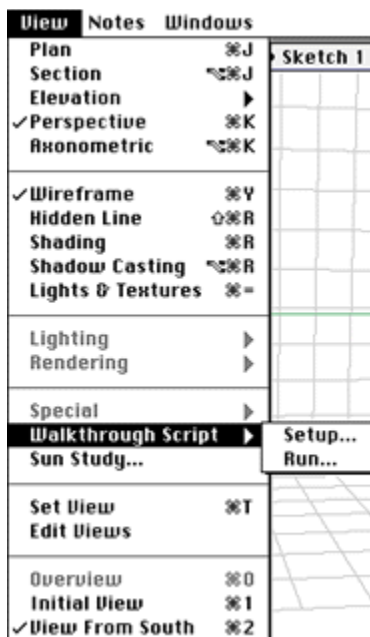 View Notes Windows
Plan ⌘J
Sketch 1
Section ⌥⌘J
Elevation ▶
✓Perspective ⌘K
Axonometric ⌥⌘K
✓Wireframe ⌘Y
Hidden Line ⇧⌘R
Shading ⌘R
Shadow Casting ⌥⌘R
Lights & Textures ⌘=
Lighting ▶
Rendering ▶
Special ▶
Walkthrough Script ▶ Setup...
Sun Study... Run...
Set View ⌘T
Edit Views
Overview ⌘0
Initial View ⌘1
✓View From South ⌘2